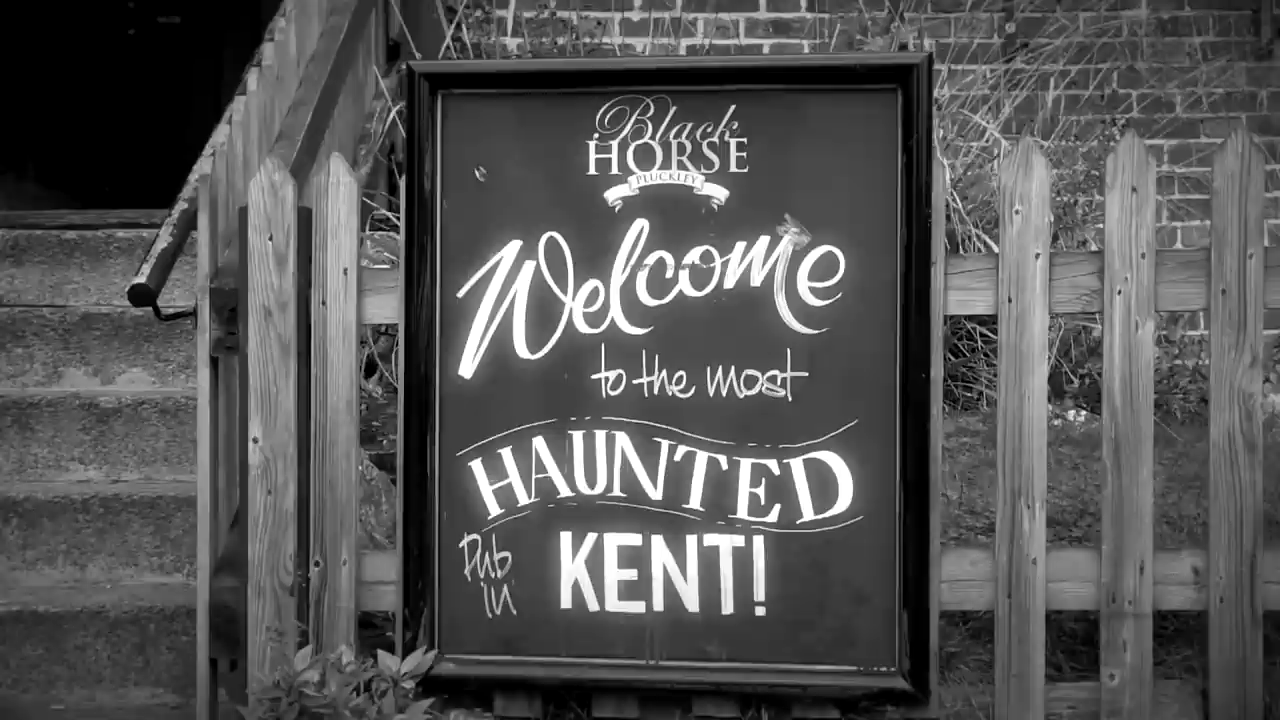 Black
HORSE
PLUCKLEY
Welcome
to the most
HAUNTED
Pub in KENT!